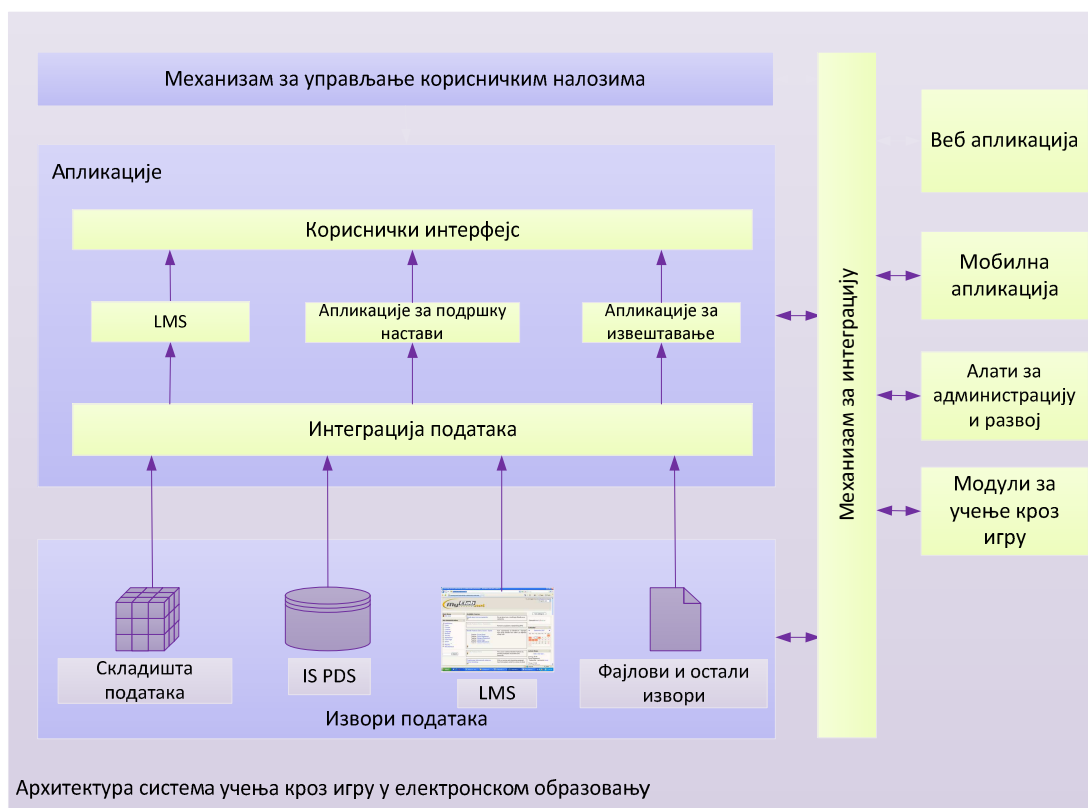 Механизам за управљање корисничким налозима
Апликације
Кориснички интерфејс
LMS
Апликације за подршку
настави
Апликације за
извештавање
Интеграција података
Складишта
података
IS PDS
LMS
Фајлови и остали
извори
Извори података
Механизам за интеграцију
Веб апликација
Мобилна
апликација
Алати за
администрацију
и развој
Модули за
учење кроз
игру
Архитектура система учења кроз игру у електронском образовању